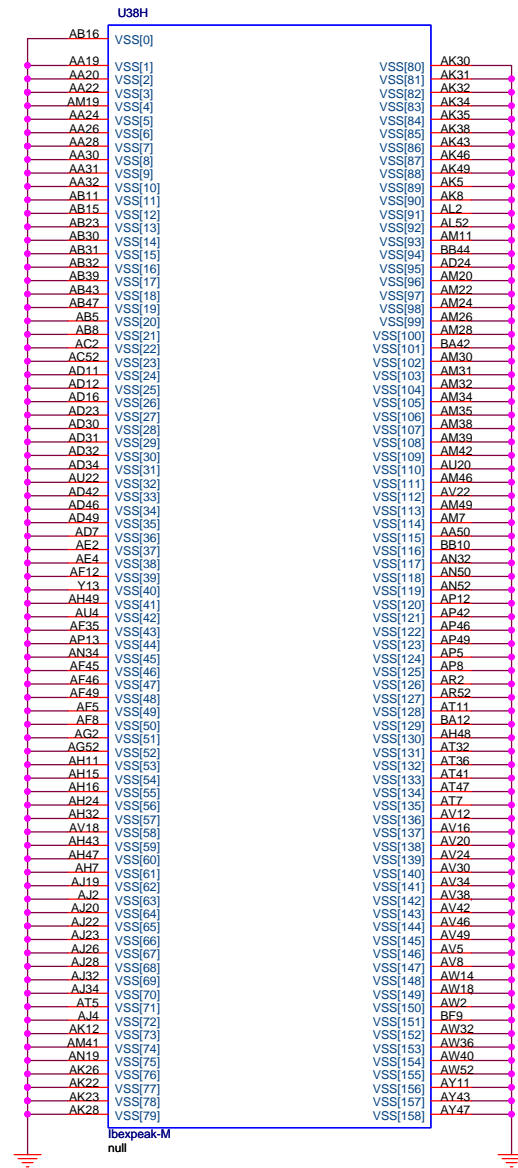 U38H
AB16 VSS[0]
AA19 VSS[1] VSS[80] AK30
AA20 VSS[2] VSS[81] AK31
AA22 VSS[3] VSS[82] AK32
AM19 VSS[4] VSS[83] AK34
AA24 VSS[5] VSS[84] AK35
AA26 VSS[6] VSS[85] AK38
AA28 VSS[7] VSS[86] AK43
AA30 VSS[8] VSS[87] AK46
AA31 VSS[9] VSS[88] AK49
AA32 VSS[10] VSS[89] AK5
AB11 VSS[11] VSS[90] AK8
AB15 VSS[12] VSS[91] AL2
AB23 VSS[13] VSS[92] AL52
AB30 VSS[14] VSS[93] AM11
AB31 VSS[15] VSS[94] BB44
AB32 VSS[16] VSS[95] AD24
AB39 VSS[17] VSS[96] AM20
AB43 VSS[18] VSS[97] AM22
AB47 VSS[19] VSS[98] AM24
AB5 VSS[20] VSS[99] AM26
AB8 VSS[21] VSS[100] AM28
AC2 VSS[22] VSS[101] BA42
AC52 VSS[23] VSS[102] AM30
AD11 VSS[24] VSS[103] AM31
AD12 VSS[25] VSS[104] AM32
AD16 VSS[26] VSS[105] AM34
AD23 VSS[27] VSS[106] AM35
AD30 VSS[28] VSS[107] AM38
AD31 VSS[29] VSS[108] AM39
AD32 VSS[30] VSS[109] AM42
AD34 VSS[31] VSS[110] AU20
AU22 VSS[32] VSS[111] AM46
AD42 VSS[33] VSS[112] AV22
AD46 VSS[34] VSS[113] AM49
AD49 VSS[35] VSS[114] AM7
AD7 VSS[36] VSS[115] AA50
AE2 VSS[37] VSS[116] BB10
AE4 VSS[38] VSS[117] AN32
AF12 VSS[39] VSS[118] AN50
Y13 VSS[40] VSS[119] AN52
AH49 VSS[41] VSS[120] AP12
AU4 VSS[42] VSS[121] AP42
AF35 VSS[43] VSS[122] AP46
AP13 VSS[44] VSS[123] AP49
AN34 VSS[45] VSS[124] AP5
AF45 VSS[46] VSS[125] AP8
AF46 VSS[47] VSS[126] AR2
AF49 VSS[48] VSS[127] AR52
AF5 VSS[49] VSS[128] AT11
AF8 VSS[50] VSS[129] BA12
AG2 VSS[51] VSS[130] AH48
AG52 VSS[52] VSS[131] AT32
AH11 VSS[53] VSS[132] AT36
AH15 VSS[54] VSS[133] AT41
AH16 VSS[55] VSS[134] AT47
AH24 VSS[56] VSS[135] AT7
AH32 VSS[57] VSS[136] AV12
AV18 VSS[58] VSS[137] AV16
AH43 VSS[59] VSS[138] AV20
AH47 VSS[60] VSS[139] AV24
AH7 VSS[61] VSS[140] AV30
AJ19 VSS[62] VSS[141] AV34
AJ2 VSS[63] VSS[142] AV38
AJ20 VSS[64] VSS[143] AV42
AJ22 VSS[65] VSS[144] AV46
AJ23 VSS[66] VSS[145] AV49
AJ26 VSS[67] VSS[146] AV5
AJ28 VSS[68] VSS[147] AV8
AJ32 VSS[69] VSS[148] AW14
AJ34 VSS[70] VSS[149] AW18
AT5 VSS[71] VSS[150] AW2
AJ4 VSS[72] VSS[151] BF9
AK12 VSS[73] VSS[152] AW32
AM41 VSS[74] VSS[153] AW36
AN19 VSS[75] VSS[154] AW40
AK26 VSS[76] VSS[155] AW52
AK22 VSS[77] VSS[156] AY11
AK23 VSS[78] VSS[157] AY43
AK28 VSS[79] VSS[158] AY47
Ibexpeak-M
null